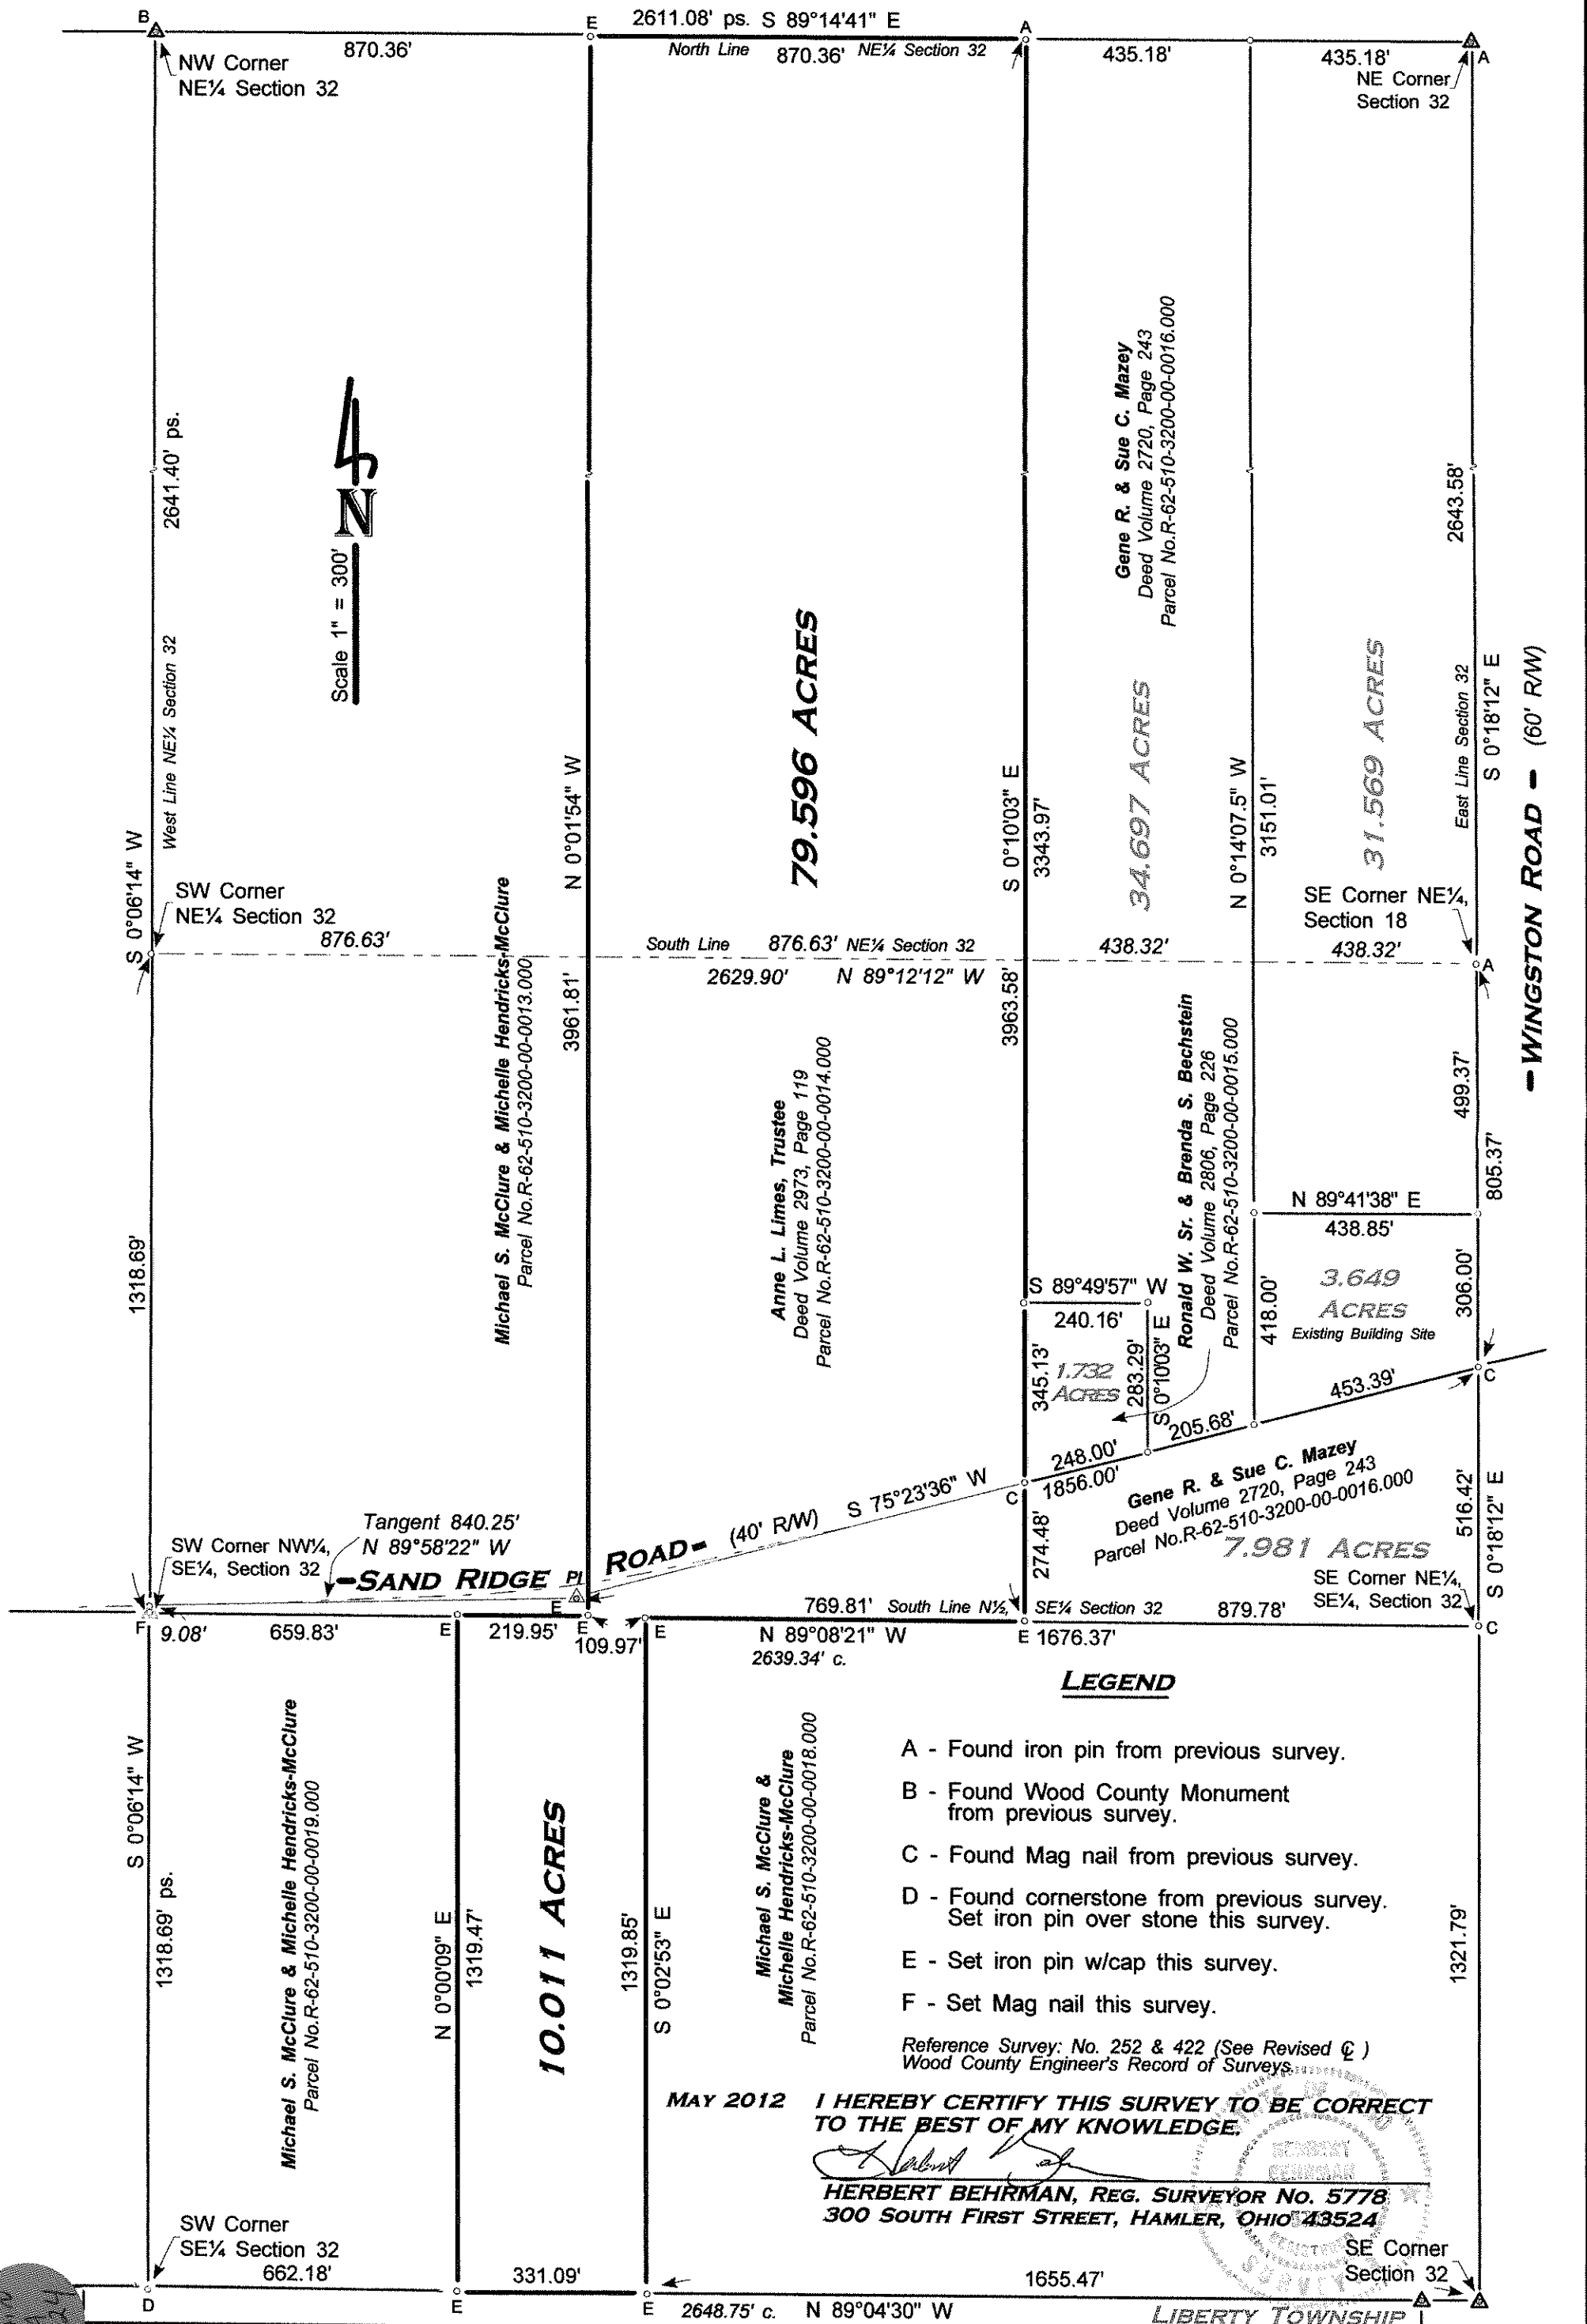 B
E
2611.08' ps. S 89°14'41" E
A
A
870.36'
North Line 870.36' NE¼ Section 32
435.18'
435.18'
NW Corner
NE¼ Section 32
NE Corner
Section 32
2641.40' ps.
West Line NE¼ Section 32
S 0°06'14" W
N
Scale 1" = 300'
N 0°01'54" W
3961.81'
79.596 ACRES
S 0°10'03" E
3343.97'
3963.58'
Gene R. & Sue C. Mazey
Deed Volume 2720, Page 243
Parcel No.R-62-510-3200-00-0016.000
34.697 ACRES
N 0°14'07.5" W
3151.01'
31.569 ACRES
2643.58'
East Line Section 32
S 0°18'12" E
-WINGSTON ROAD - (60' R/W)
SW Corner
NE¼ Section 32
SE Corner NE¼,
Section 18
876.63'
South Line 876.63' NE¼ Section 32
438.32'
438.32'
2629.90' N 89°12'12" W
A
Michael S. McClure & Michelle Hendricks-McClure
Parcel No.R-62-510-3200-00-0013.000
Anne L. Limes, Trustee
Deed Volume 2973, Page 119
Parcel No.R-62-510-3200-00-0014.000
Ronald W. Sr. & Brenda S. Bechstein
Deed Volume 2806, Page 226
Parcel No.R-62-510-3200-00-0015.000
499.37'
805.37'
N 89°41'38" E
438.85'
1318.69'
S 89°49'57" W
240.16'
345.13'
1.732
ACRES
283.29'
S 0°10'03" E
418.00'
3.649
ACRES
Existing Building Site
306.00'
453.39'
C
205.68'
248.00'
1856.00'
C
S 75°23'36" W
(40' R/W)
Gene R. & Sue C. Mazey
Deed Volume 2720, Page 243
Parcel No.R-62-510-3200-00-0016.000
7.981 ACRES
516.42'
S 0°18'12" E
274.48'
Tangent 840.25'
N 89°58'22" W
SW Corner NW¼,
SE¼, Section 32
-SAND RIDGE PI ROAD-
SE Corner NE¼,
SE¼, Section 32
E
769.81' South Line N½, SE¼ Section 32 879.78'
F 9.08' 659.83' E 219.95' E 109.97' E
N 89°08'21" W
E 1676.37'
C
2639.34' c.
S 0°06'14" W
1318.69' ps.
Michael S. McClure & Michelle Hendricks-McClure
Parcel No.R-62-510-3200-00-0019.000
N 0°00'09" E
1319.47'
10.011 ACRES
1319.85'
S 0°02'53" E
Michael S. McClure &
Michelle Hendricks-McClure
Parcel No.R-62-510-3200-00-0018.000
1321.79'
LEGEND
A - Found iron pin from previous survey.
B - Found Wood County Monument
from previous survey.
C - Found Mag nail from previous survey.
D - Found cornerstone from previous survey.
Set iron pin over stone this survey.
E - Set iron pin w/cap this survey.
F - Set Mag nail this survey.
Reference Survey: No. 252 & 422 (See Revised ℄ )
Wood County Engineer's Record of Surveys.
MAY 2012 I HEREBY CERTIFY THIS SURVEY TO BE CORRECT
TO THE BEST OF MY KNOWLEDGE.
HERBERT BEHRMAN, REG. SURVEYOR NO. 5778
300 SOUTH FIRST STREET, HAMLER, OHIO 43524
STATE OF OHIO
HERBERT
BEHRMAN
SW Corner
SE¼ Section 32
SE Corner
Section 32
662.18'
331.09'
1655.47'
D
E
E
2648.75' c. N 89°04'30" W
LIBERTY TOWNSHIP